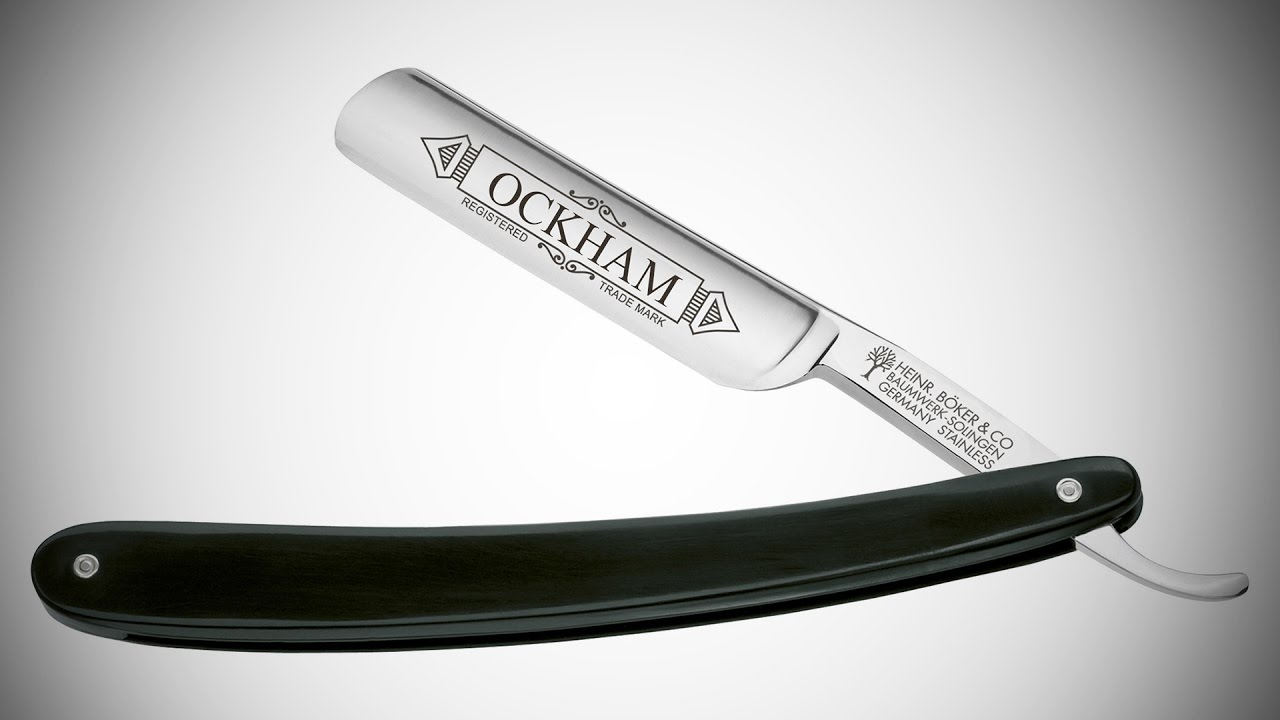 OCKHAM
REGISTERED TRADE MARK
HEINR. BÖKER & CO
BAUMWERK-SOLINGEN
GERMANY STAINLESS